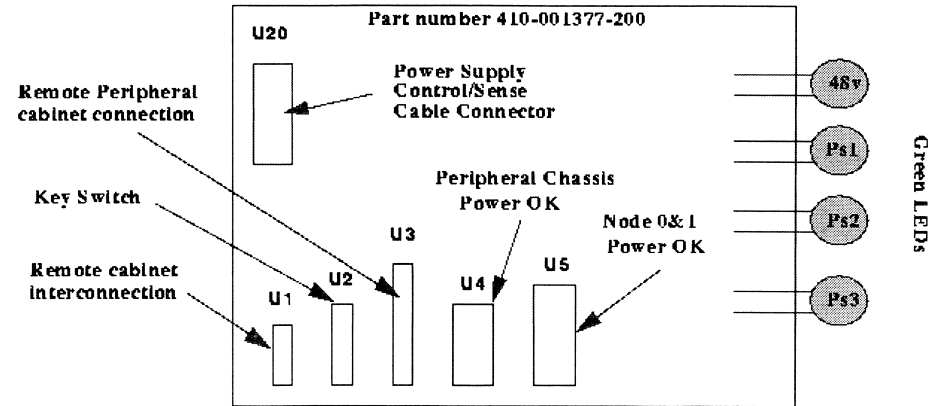 Part number 410-001377-200
U20
Power Supply
Control/Sense
Cable Connector
Remote Peripheral
cabinet connection
Key Switch
Remote cabinet
interconnection
Peripheral Chassis
Power OK
Node 0&1
Power OK
U1
U2
U3
U4
U5
48v
Ps1
Ps2
Ps3
Green LEDs